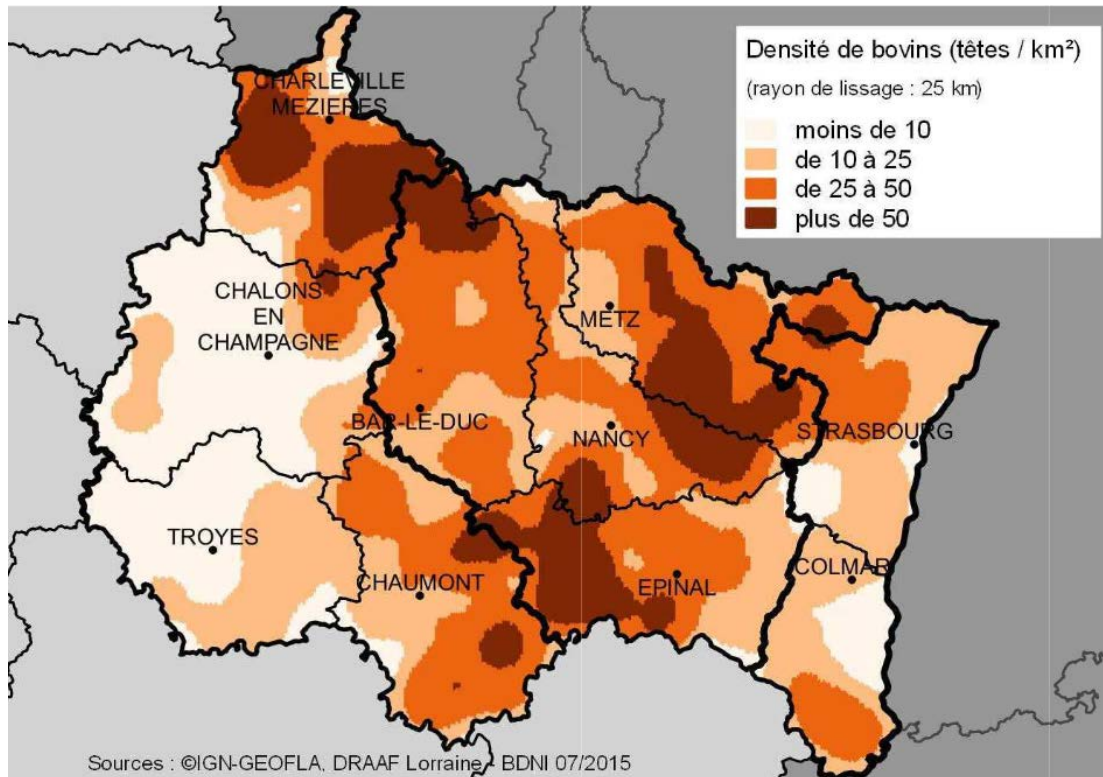 Densité de bovins (têtes / km²)
(rayon de lissage : 25 km)
moins de 10
de 10 à 25
de 25 à 50
plus de 50
CHARLEVILLE
MEZIERES
CHALONS
EN
CHAMPAGNE
METZ
BAR-LE-DUC
NANCY
STRASBOURG
TROYES
CHAUMONT
EPINAL
COLMAR
Sources : ©IGN-GEOFLA, DRAAF Lorraine - BDNI 07/2015